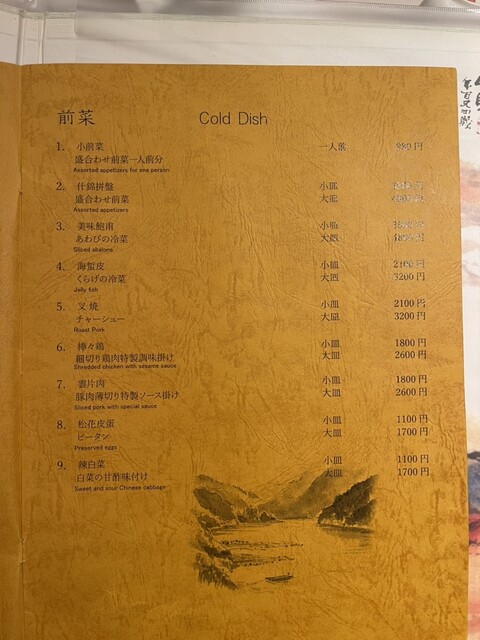 前菜 Cold Dish
1. 小前菜 一人前 円
盛合わせ前菜一人前分
Assorted appetizers for one person
2. 什錦拼盤 小皿 円
盛合わせ前菜 大皿 円
Assorted appetizers
3. 美味鮑甫 小皿 円
あわびの冷菜 大皿 円
Sliced abalone
4. 海蜇皮 小皿 2100円
くらげの冷菜 大皿 3200円
Jelly fish
5. 叉焼 小皿 2100円
チャーシュー 大皿 3200円
Roast Pork
6. 棒々鶏 小皿 1800円
細切り鶏肉特製調味掛け 大皿 2600円
Shredded chicken with sesame sauce
7. 雲片肉 小皿 1800円
豚肉薄切り特製ソース掛け 大皿 2600円
Sliced pork with special sauce
8. 松花皮蛋 小皿 1100円
ピータン 大皿 1700円
Preserved eggs
9. 辣白菜 小皿 1100円
白菜の甘酢味付け 大皿 1700円
Sweet and sour Chinese cabbage